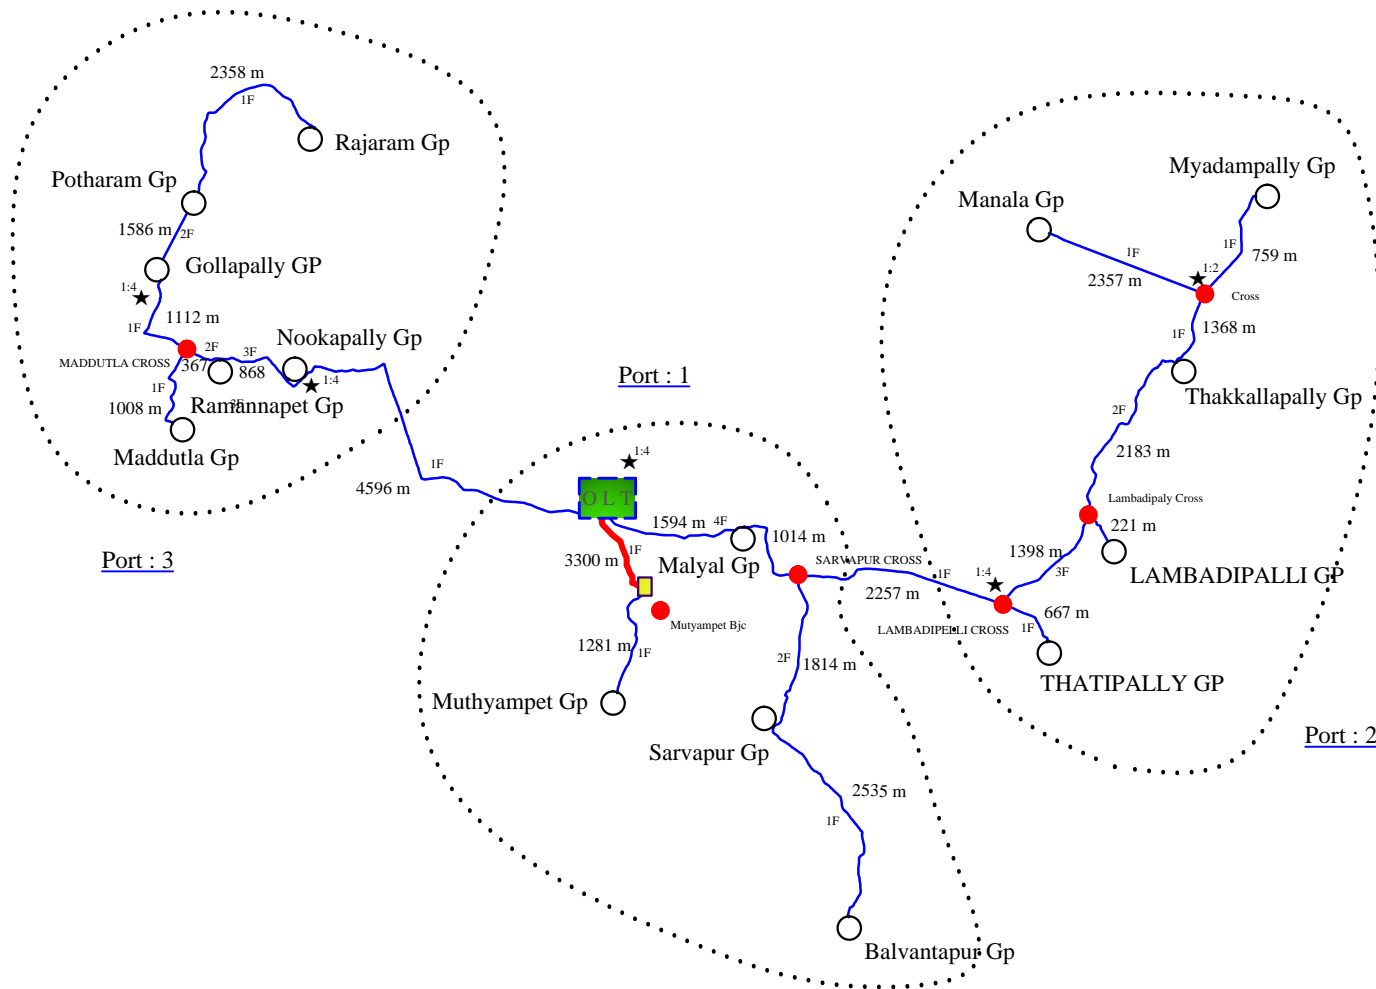 2358 m
1F
Rajaram Gp
Potharam Gp
1586 m
2F
Gollapally GP
1:4
1112 m
1F
Nookapally Gp
MADDUTLA CROSS
2F
3F
367
868
1:4
1F
1008 m
Ramannapet Gp
3F
Maddutla Gp
Port : 3
1F
4596 m
Port : 1
1:4
O L T
1594 m
4F
1F
3300 m
Malyal Gp
1014 m
SARVAPUR CROSS
Mutyampet Bjc
1281 m
1F
Muthyampet Gp
2F
1814 m
Sarvapur Gp
2535 m
1F
Balvantapur Gp
2257 m
1F
1:4
LAMBADIPELLI CROSS
667 m
1F
THATIPALLY GP
1398 m
3F
221 m
LAMBADIPALLI GP
Lambadipaly Cross
2183 m
2F
Thakkallapally Gp
1F
1368 m
Cross
1:2
2357 m
1F
Manala Gp
1F
759 m
Myadampally Gp
Port : 2